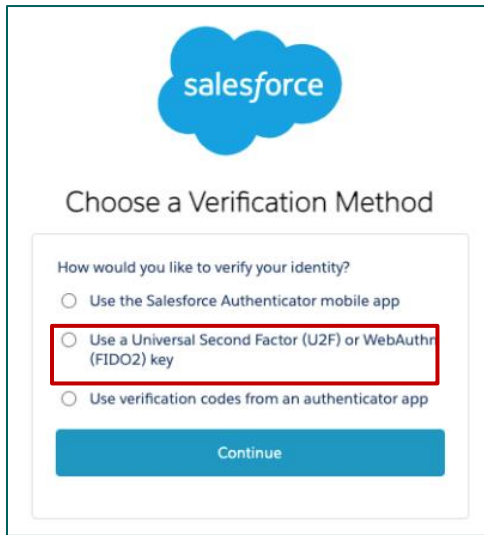 salesforce
Choose a Verification Method
How would you like to verify your identity?
Use the Salesforce Authenticator mobile app
Use a Universal Second Factor (U2F) or WebAuthn
(FIDO2) key
Use verification codes from an authenticator app
Continue